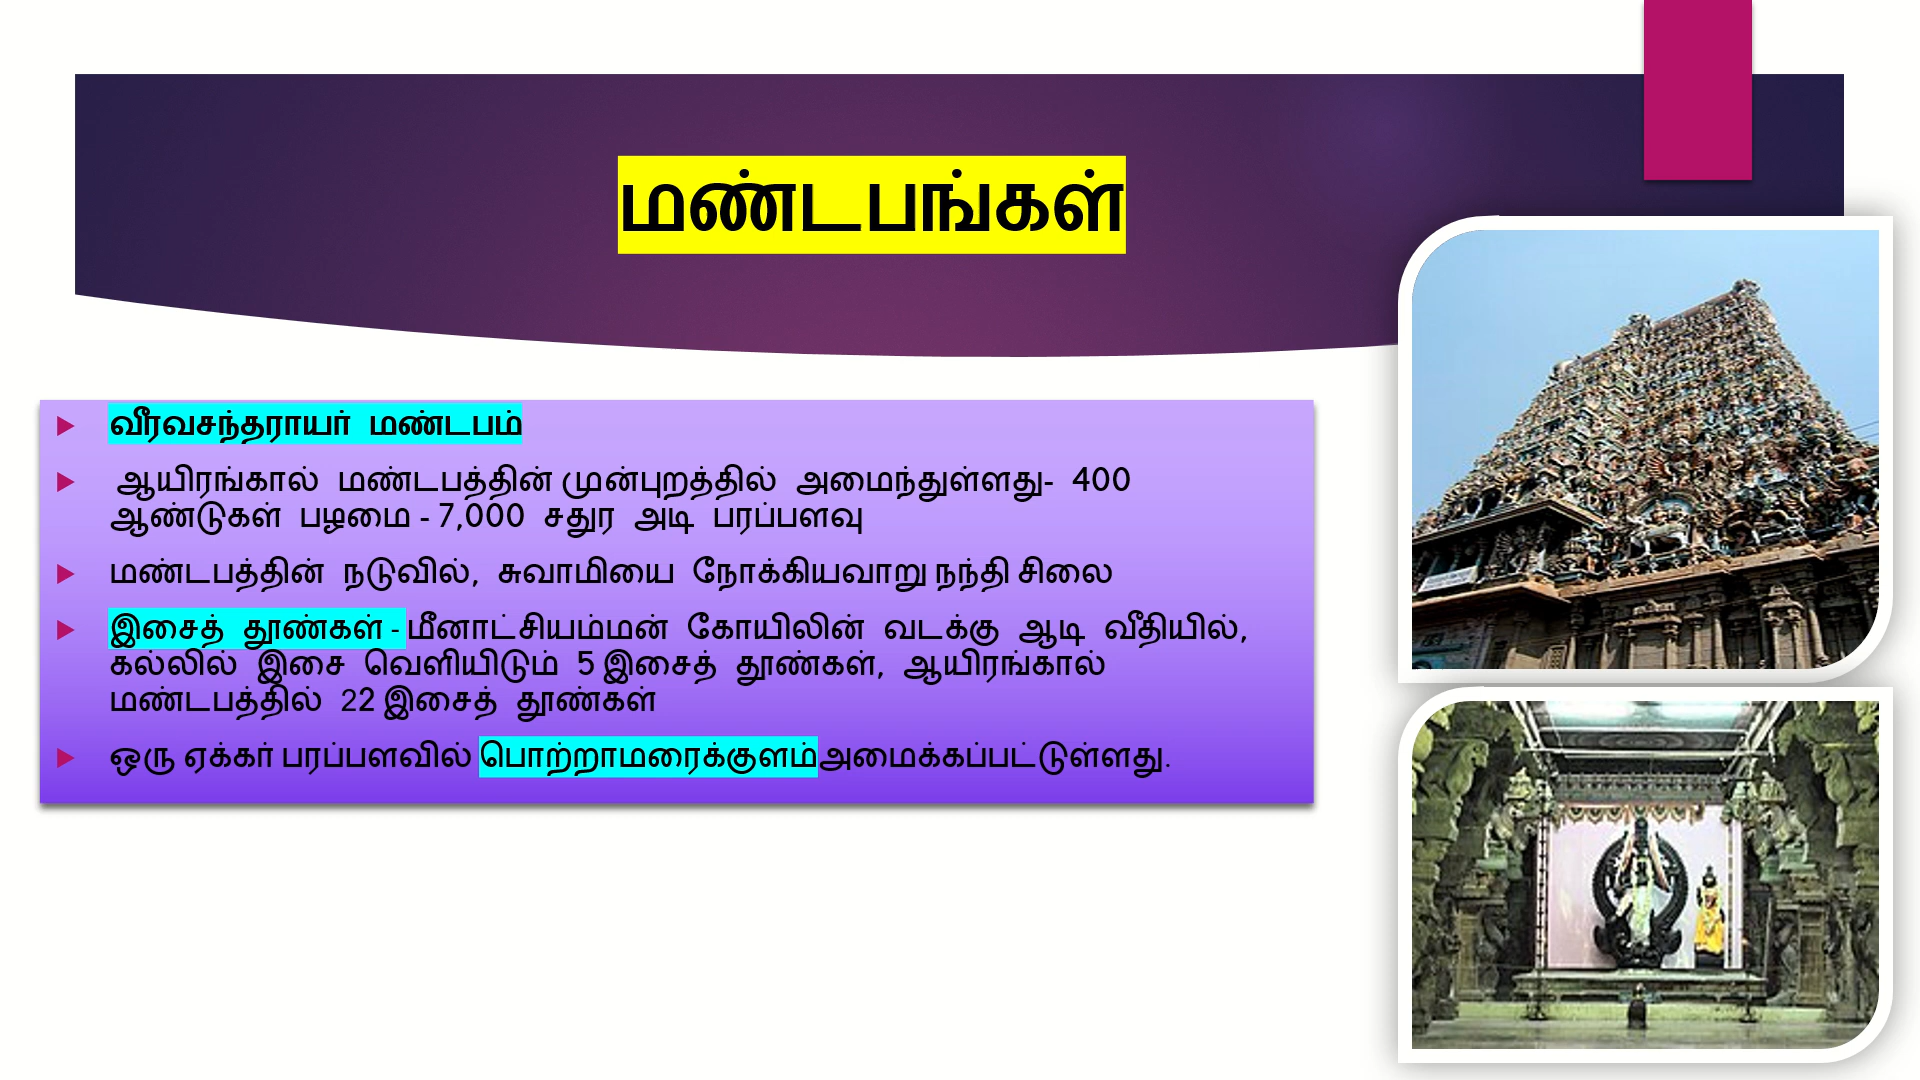 மண்டபங்கள்
வீரவசந்தராயர் மண்டபம்
ஆயிரங்கால் மண்டபத்தின் முன்புறத்தில் அமைந்துள்ளது- 400
ஆண்டுகள் பழமை - 7,000 சதுர அடி பரப்பளவு
மண்டபத்தின் நடுவில், சுவாமியை நோக்கியவாறு நந்தி சிலை
இசைத் தூண்கள் - மீனாட்சியம்மன் கோயிலின் வடக்கு ஆடி வீதியில்,
கல்லில் இசை வெளியிடும் 5 இசைத் தூண்கள், ஆயிரங்கால்
மண்டபத்தில் 22 இசைத் தூண்கள்
ஒரு ஏக்கர் பரப்பளவில் பொற்றாமரைக்குளம்அமைக்கப்பட்டுள்ளது.